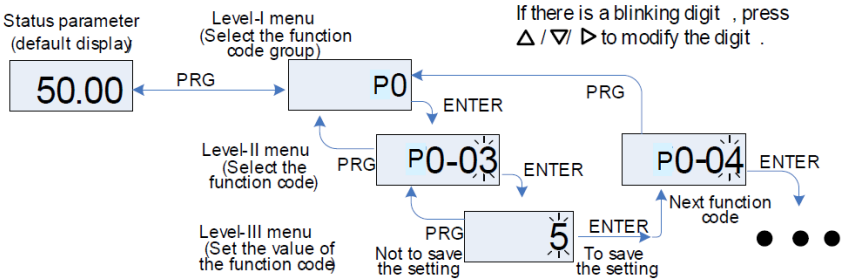 Status parameter
(default display)
50.00
PRG
Level-I menu
(Select the function
code group)
P0
ENTER
If there is a blinking digit , press
△ / ▽/ ▷ to modify the digit .
PRG
Level-II menu
(Select the
function code)
PRG
P0-03
ENTER
P0-04
ENTER
Next function
code
Level-III menu
(Set the value of
the function code)
PRG
Not to save
the setting
5
ENTER
To save
the setting
● ● ●